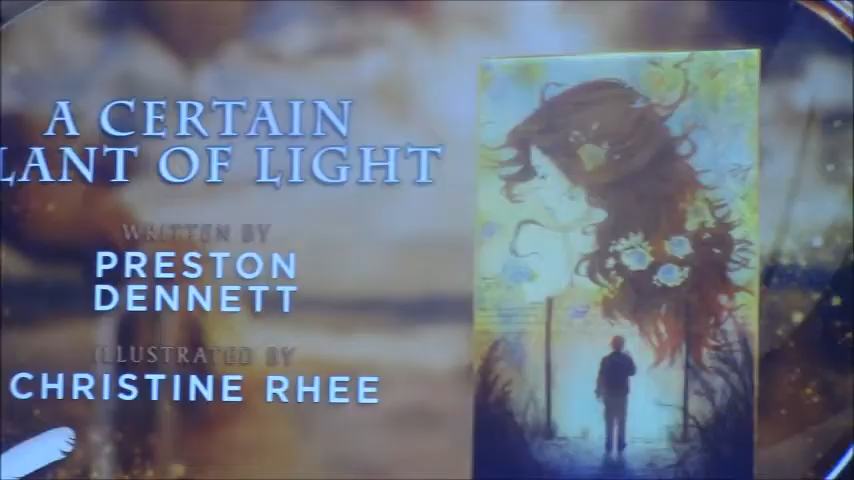 A CERTAIN
LANT OF LIGHT
WRITTEN BY
PRESTON
DENNETT
ILLUSTRATED BY
CHRISTINE RHEE